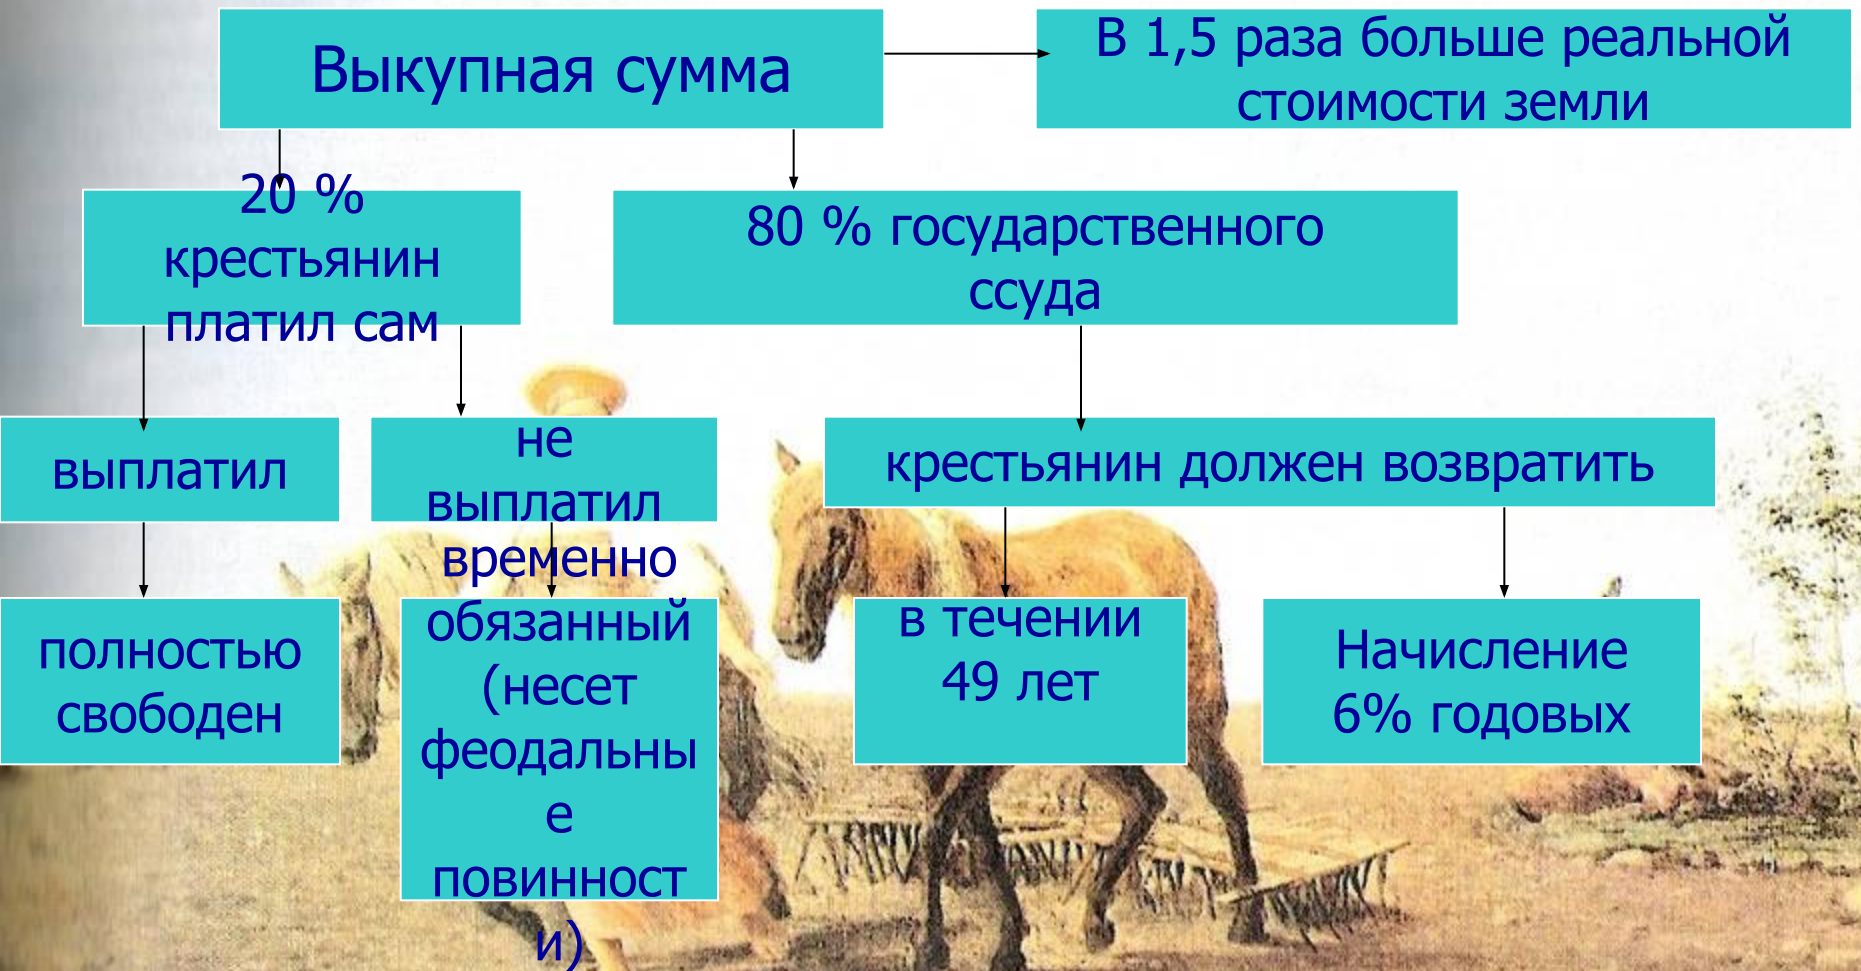 Выкупная сумма
В 1,5 раза больше реальной
стоимости земли
20 %
крестьянин
платил сам
80 % государственного
ссуда
выплатил
не
выплатил
крестьянин должен возвратить
полностью
свободен
временно
обязанный
(несет
феодальны
е
повинност
и)
в течении
49 лет
Начисление
6% годовых